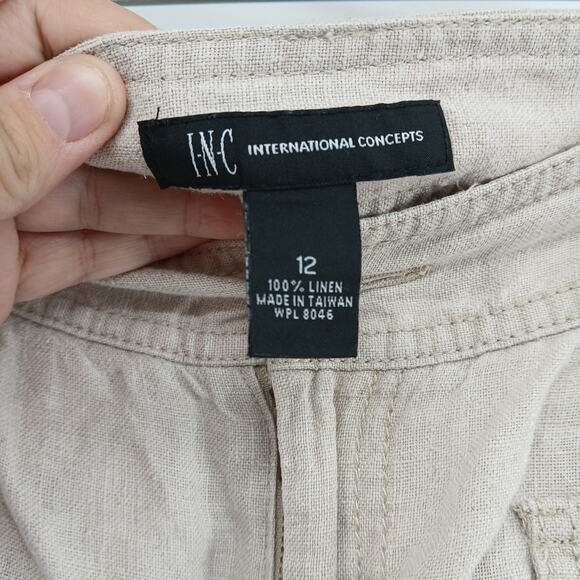 I·N·C INTERNATIONAL CONCEPTS
12
100% LINEN
MADE IN TAIWAN
WPL 8046